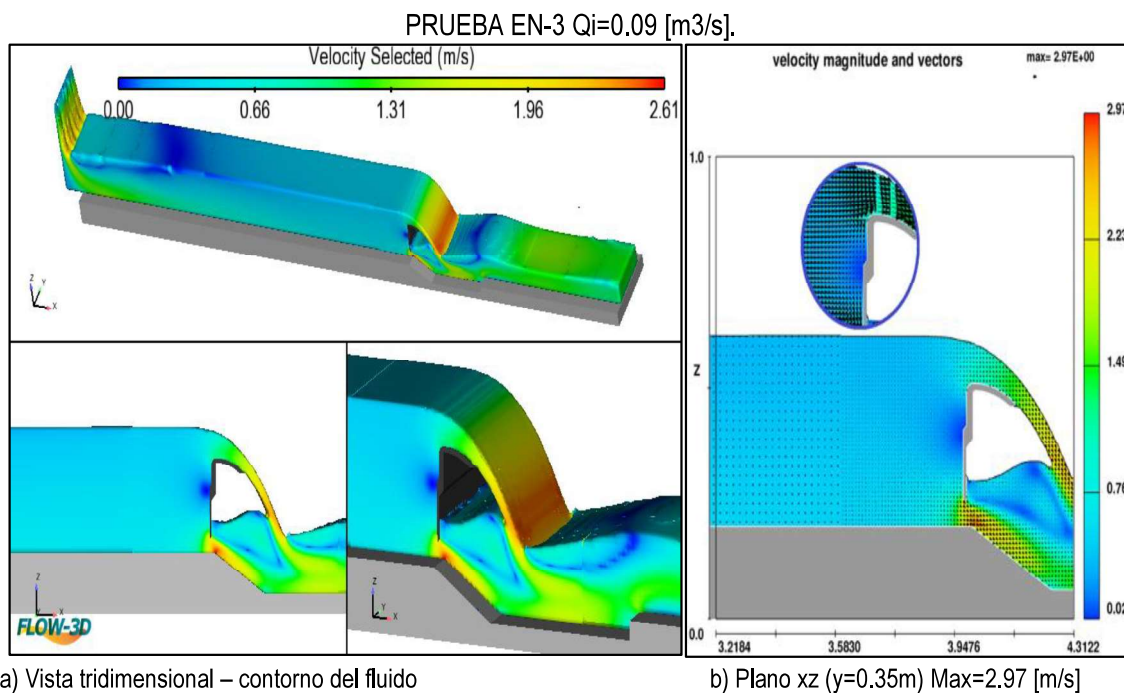 PRUEBA EN-3 Qi=0.09 [m3/s].
Velocity Selected (m/s)
0.00 0.66 1.31 1.96 2.61
z y x
z x
FLOW-3D
z y x
a) Vista tridimensional – contorno del fluido
velocity magnitude and vectors
max= 2.97E+00
2.97
2.23
1.49
0.76
0.02
1.0
Z
0.0
3.2184 3.5830 3.9476 4.3122
b) Plano xz (y=0.35m) Max=2.97 [m/s]